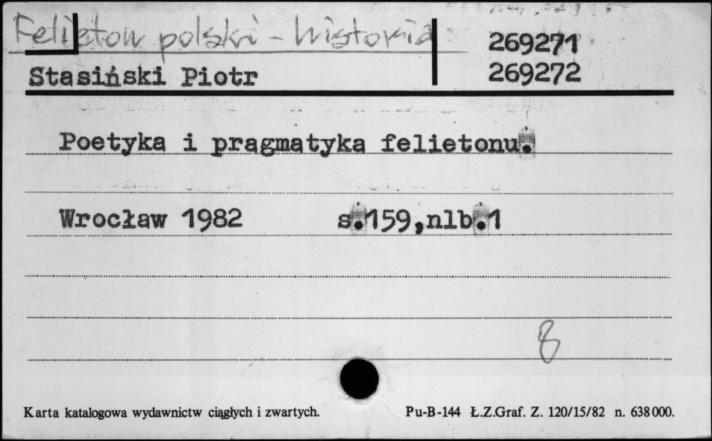 Felieton polski - historia
269271
Stasiński Piotr
269272
Poetyka i pragmatyka felietonu.
Wrocław 1982 s.159,nlb.1
8
Karta katalogowa wydawnictw ciągłych i zwartych. Pu-B-144 Ł.Z.Graf. Z. 120/15/82 n. 638000.